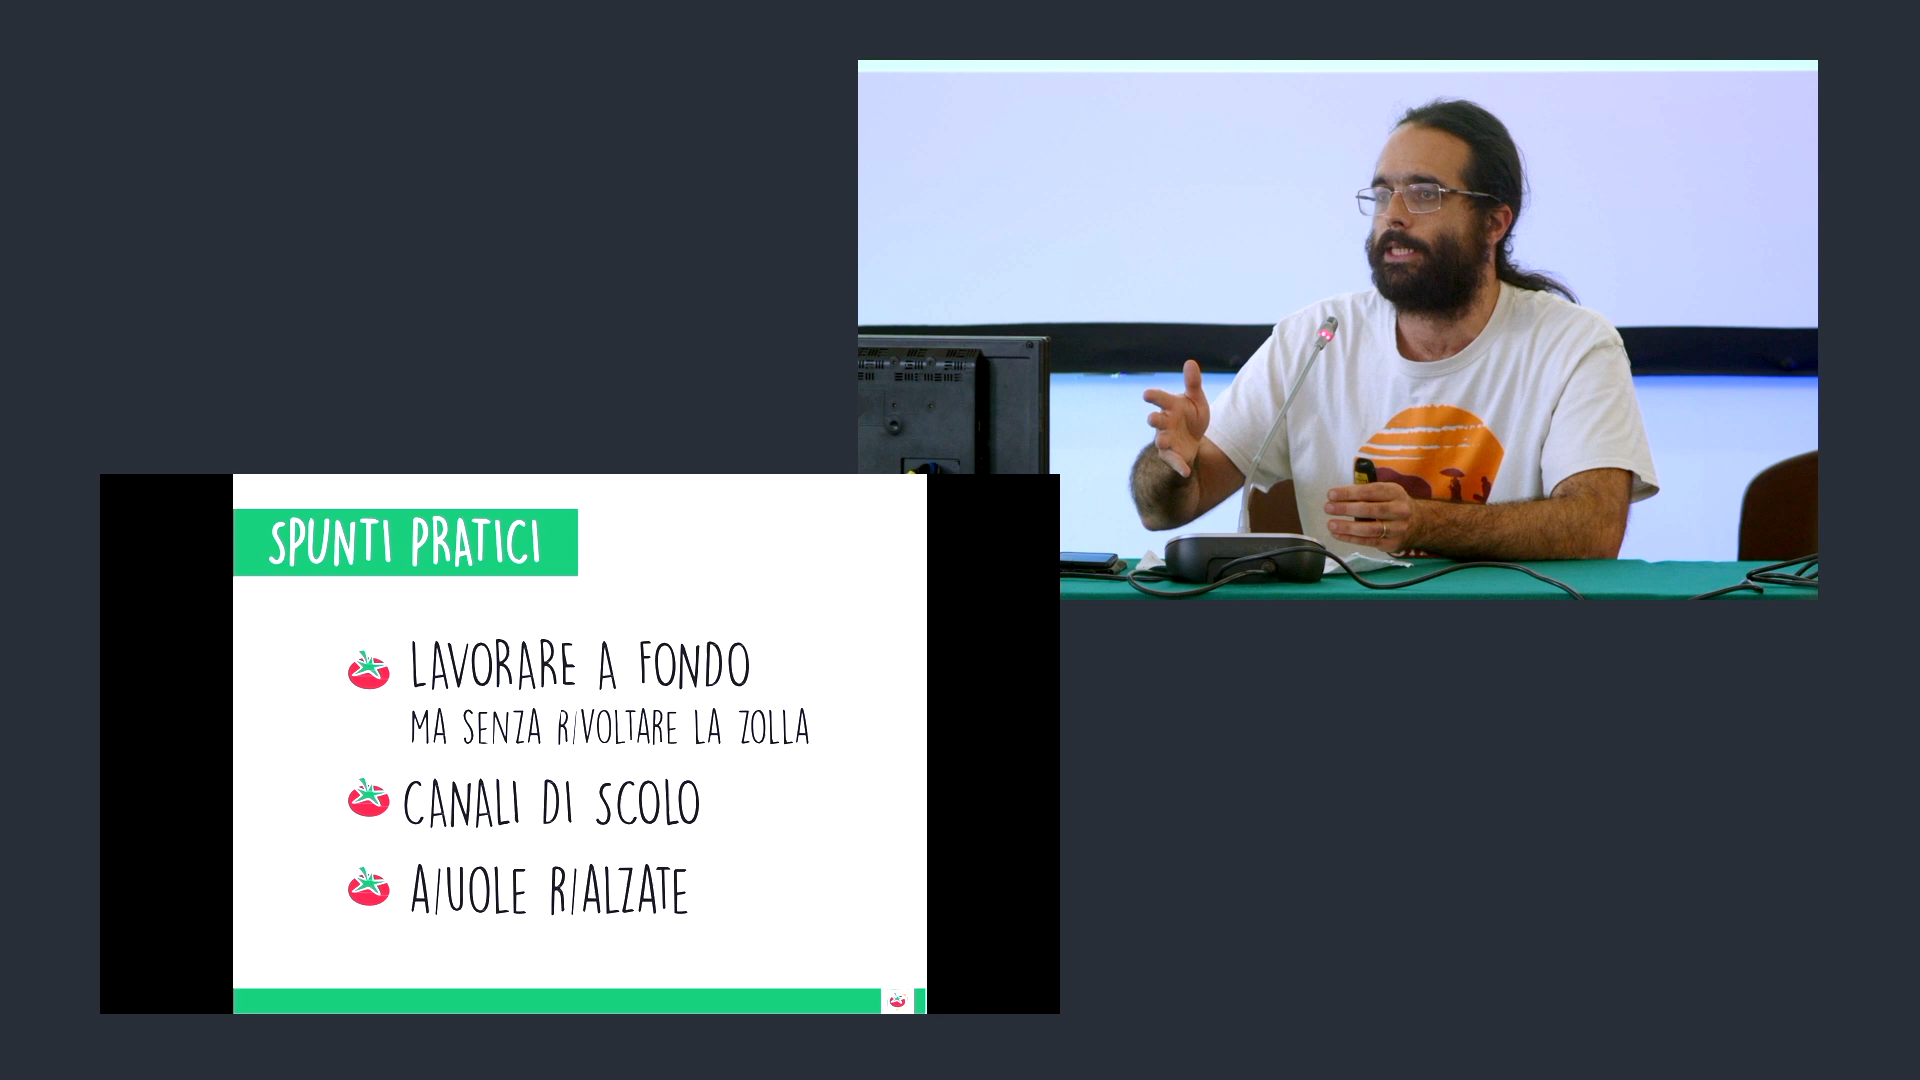 SPUNTI PRATICI
LAVORARE A FONDO
MA SENZA RIVOLTARE LA ZOLLA
CANALI DI SCOLO
AIUOLE RIALZATE